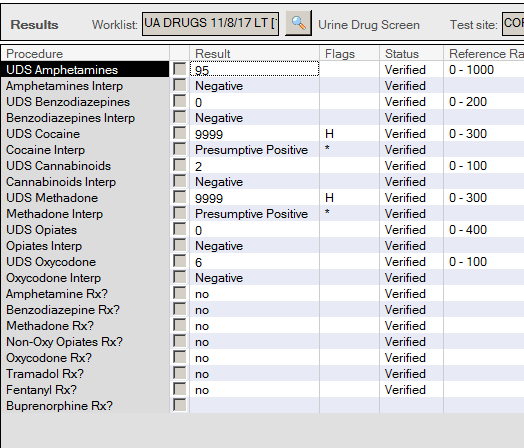 Results Worklist: UA DRUGS 11/8/17 LT [ Urine Drug Screen Test site: COF
Procedure Result Flags Status Reference Ra
UDS Amphetamines 95 Verified 0 - 1000
Amphetamines Interp Negative Verified
UDS Benzodiazepines 0 Verified 0 - 200
Benzodiazepines Interp Negative Verified
UDS Cocaine 9999 H Verified 0 - 300
Cocaine Interp Presumptive Positive * Verified
UDS Cannabinoids 2 Verified 0 - 100
Cannabinoids Interp Negative Verified
UDS Methadone 9999 H Verified 0 - 300
Methadone Interp Presumptive Positive * Verified
UDS Opiates 0 Verified 0 - 400
Opiates Interp Negative Verified
UDS Oxycodone 6 Verified 0 - 100
Oxycodone Interp Negative Verified
Amphetamine Rx? no Verified
Benzodiazepine Rx? no Verified
Methadone Rx? no Verified
Non-Oxy Opiates Rx? no Verified
Oxycodone Rx? no Verified
Tramadol Rx? no Verified
Fentanyl Rx? no Verified
Buprenorphine Rx?